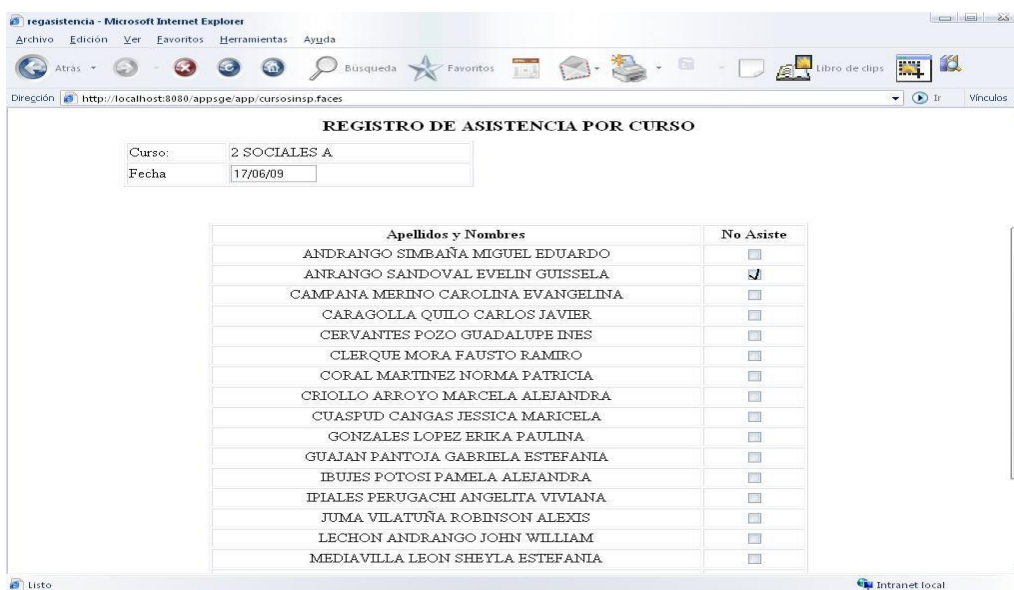 regasistencia - Microsoft Internet Explorer
Archivo Edición Ver Favoritos Herramientas Ayuda
Atrás Búsqueda Favoritos Libro de clips
Dirección http://localhost:8080/appsge/app/cursosinsp.faces Ir Vínculos
REGISTRO DE ASISTENCIA POR CURSO
Curso: 2 SOCIALES A
Fecha 17/06/09
Apellidos y Nombres No Asiste
ANDRANGO SIMBAÑA MIGUEL EDUARDO
ANRANGO SANDOVAL EVELIN GUISSELA
CAMPANA MERINO CAROLINA EVANGELINA
CARAGOLLA QUILO CARLOS JAVIER
CERVANTES POZO GUADALUPE INES
CLERQUE MORA FAUSTO RAMIRO
CORAL MARTINEZ NORMA PATRICIA
CRIOLLO ARROYO MARCELA ALEJANDRA
CUASPUD CANGAS JESSICA MARICELA
GONZALES LOPEZ ERIKA PAULINA
GUAJAN PANTOJA GABRIELA ESTEFANIA
IBUJES POTOSI PAMELA ALEJANDRA
IPIALES PERUGACHI ANGELITA VIVIANA
JUMA VILATUÑA ROBINSON ALEXIS
LECHON ANDRANGO JOHN WILLIAM
MEDIAVILLA LEON SHEYLA ESTEFANIA
Listo Intranet local